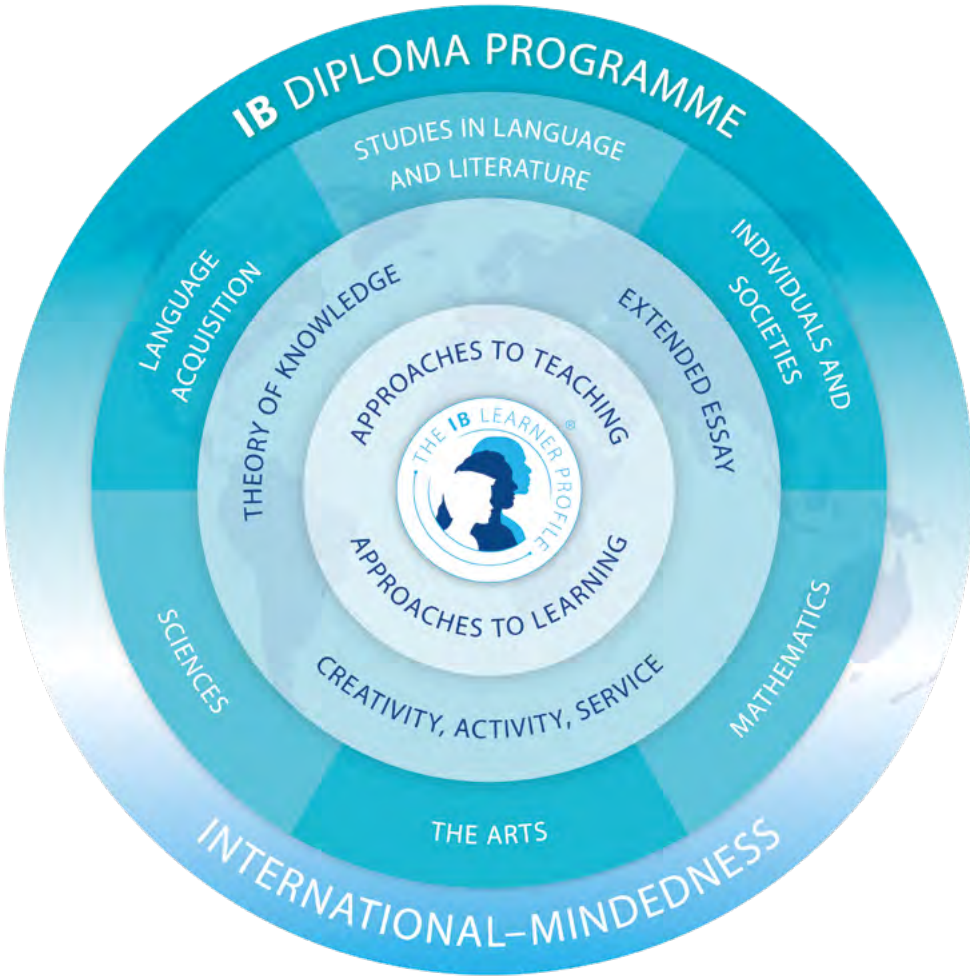 IB DIPLOMA PROGRAMME
STUDIES IN LANGUAGE
AND LITERATURE
LANGUAGE
ACQUISITION
INDIVIDUALS AND
SOCIETIES
THEORY OF KNOWLEDGE
EXTENDED ESSAY
APPROACHES TO TEACHING
THE IB LEARNER PROFILE
®
APPROACHES TO LEARNING
SCIENCES
CREATIVITY, ACTIVITY, SERVICE
MATHEMATICS
THE ARTS
INTERNATIONAL–MINDEDNESS